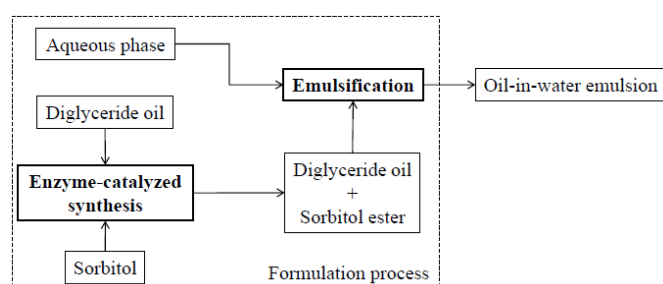 Aqueous phase
Emulsification
Oil-in-water emulsion
Diglyceride oil
Enzyme-catalyzed
synthesis
Diglyceride oil
+
Sorbitol ester
Sorbitol
Formulation process